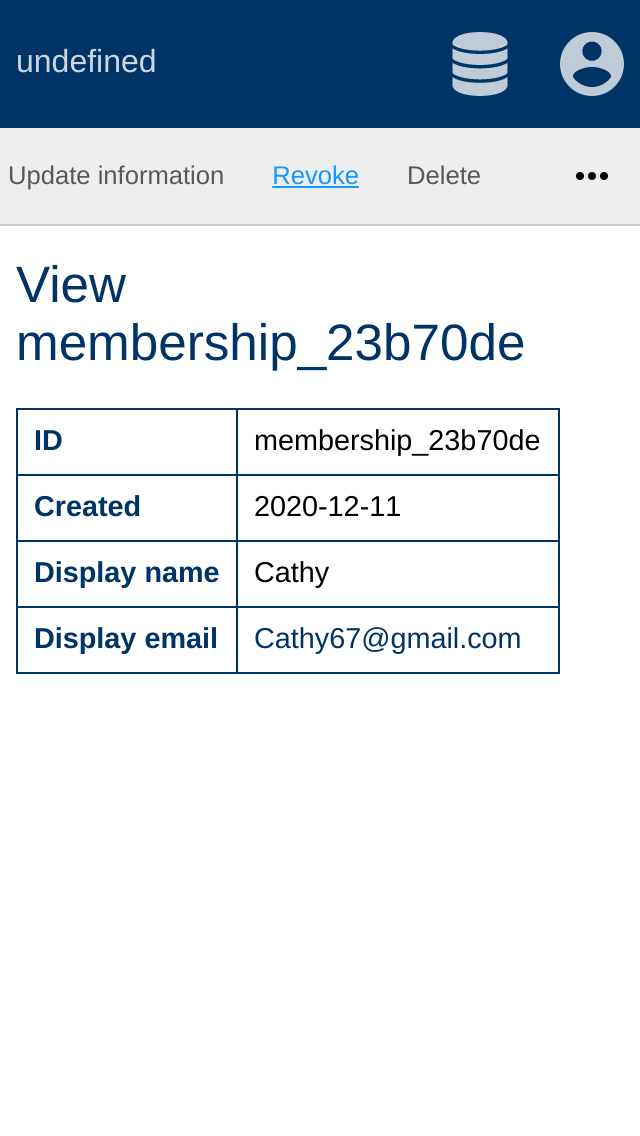 undefined
Update information Revoke Delete
View
membership_23b70de
ID membership_23b70de
Created 2020-12-11
Display name Cathy
Display email Cathy67@gmail.com